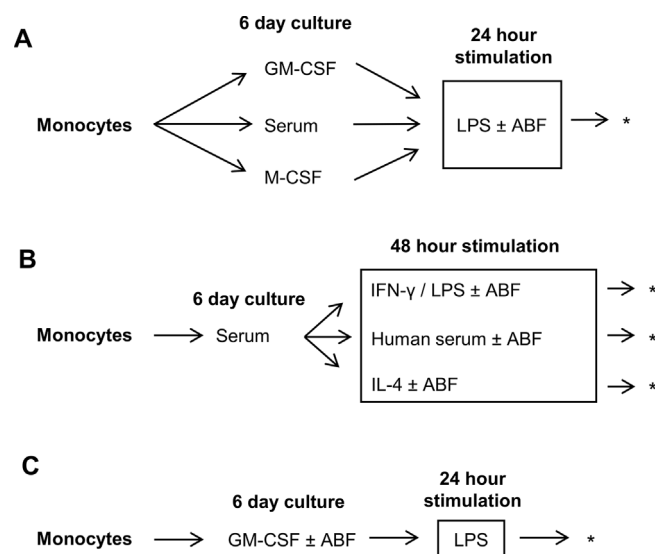 A
6 day culture
24 hour
stimulation
GM-CSF
Monocytes
Serum
LPS ± ABF
*
M-CSF
B
48 hour stimulation
6 day culture
IFN-γ / LPS ± ABF
*
Monocytes
Serum
Human serum ± ABF
*
IL-4 ± ABF
*
C
6 day culture
24 hour
stimulation
Monocytes
GM-CSF ± ABF
LPS
*